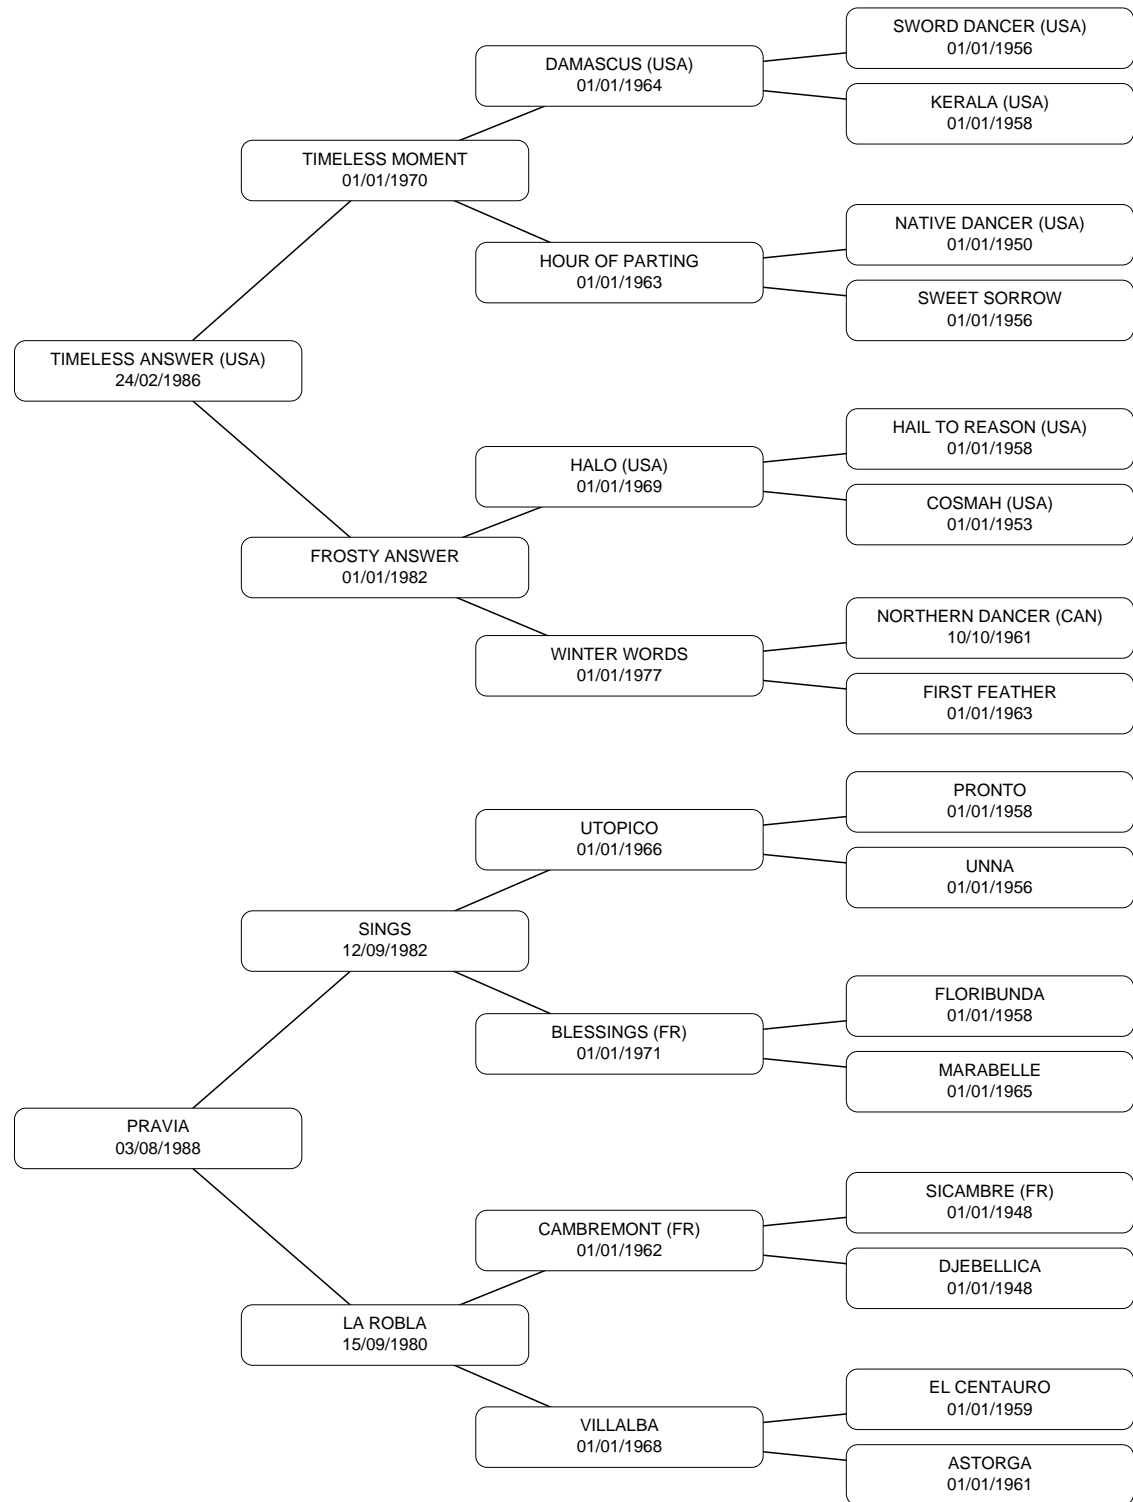 SWORD DANCER (USA)
01/01/1956
DAMASCUS (USA)
01/01/1964
KERALA (USA)
01/01/1958
TIMELESS MOMENT
01/01/1970
NATIVE DANCER (USA)
01/01/1950
HOUR OF PARTING
01/01/1963
SWEET SORROW
01/01/1956
TIMELESS ANSWER (USA)
24/02/1986
HAIL TO REASON (USA)
01/01/1958
HALO (USA)
01/01/1969
COSMAH (USA)
01/01/1953
FROSTY ANSWER
01/01/1982
NORTHERN DANCER (CAN)
10/10/1961
WINTER WORDS
01/01/1977
FIRST FEATHER
01/01/1963
PRONTO
01/01/1958
UTOPICO
01/01/1966
UNNA
01/01/1956
SINGS
12/09/1982
FLORIBUNDA
01/01/1958
BLESSINGS (FR)
01/01/1971
MARABELLE
01/01/1965
PRAVIA
03/08/1988
SICAMBRE (FR)
01/01/1948
CAMBREMONT (FR)
01/01/1962
DJEBELLICA
01/01/1948
LA ROBLA
15/09/1980
EL CENTAURO
01/01/1959
VILLALBA
01/01/1968
ASTORGA
01/01/1961